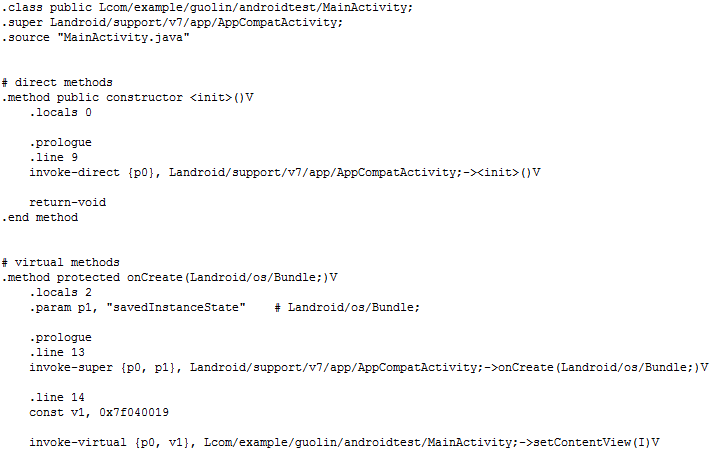 .class public Lcom/example/guolin/androidtest/MainActivity;
.super Landroid/support/v7/app/AppCompatActivity;
.source "MainActivity.java"
# direct methods
.method public constructor <init>()V
.locals 0
.prologue
.line 9
invoke-direct {p0}, Landroid/support/v7/app/AppCompatActivity;-><init>()V
return-void
.end method
# virtual methods
.method protected onCreate(Landroid/os/Bundle;)V
.locals 2
.param p1, "savedInstanceState"    # Landroid/os/Bundle;
.prologue
.line 13
invoke-super {p0, p1}, Landroid/support/v7/app/AppCompatActivity;->onCreate(Landroid/os/Bundle;)V
.line 14
const v1, 0x7f040019
invoke-virtual {p0, v1}, Lcom/example/guolin/androidtest/MainActivity;->setContentView(I)V